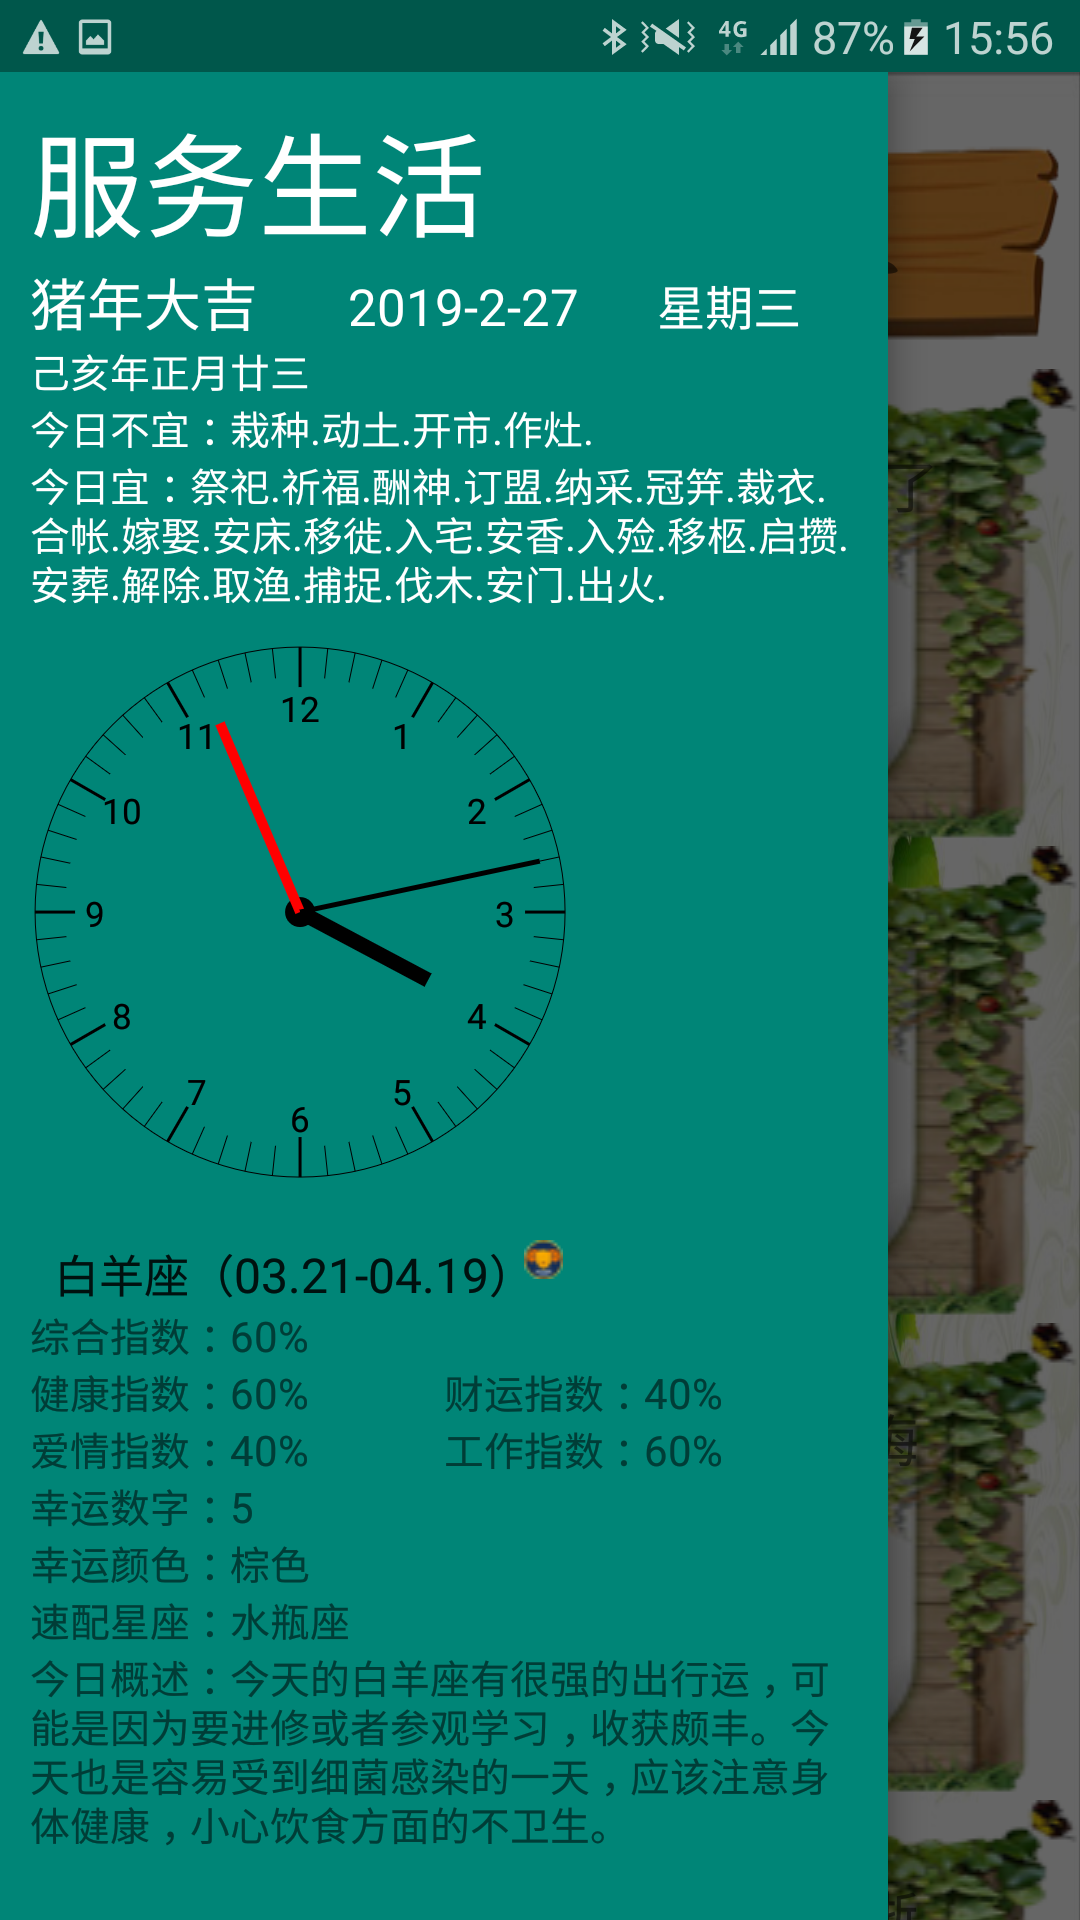 4G 87% 15:56
服务生活
猪年大吉 2019-2-27 星期三
己亥年正月廿三
今日不宜：栽种.动土.开市.作灶.
今日宜：祭祀.祈福.酬神.订盟.纳采.冠笄.裁衣.
合帐.嫁娶.安床.移徙.入宅.安香.入殓.移柩.启攒.
安葬.解除.取渔.捕捉.伐木.安门.出火.
12
11
1
10
2
9
3
8
4
7
5
6
白羊座（03.21-04.19）
综合指数：60%
健康指数：60% 财运指数：40%
爱情指数：40% 工作指数：60%
幸运数字：5
幸运颜色：棕色
速配星座：水瓶座
今日概述：今天的白羊座有很强的出行运，可
能是因为要进修或者参观学习，收获颇丰。今
天也是容易受到细菌感染的一天，应该注意身
体健康，小心饮食方面的不卫生。